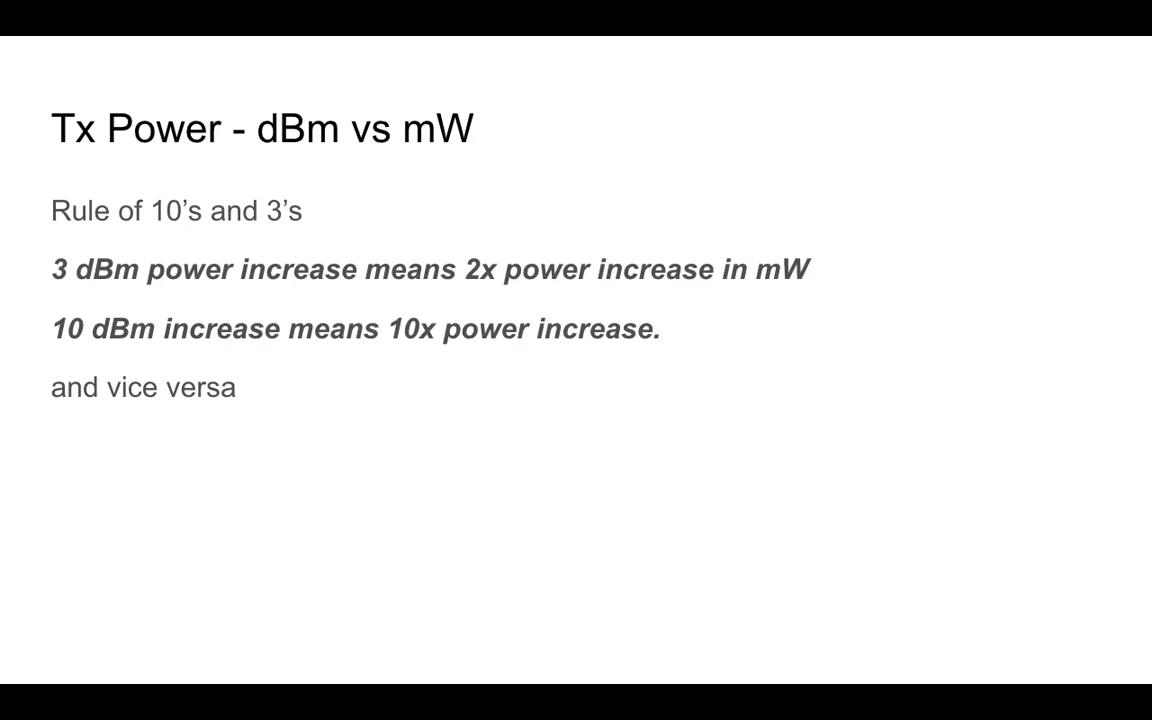 Tx Power - dBm vs mW
Rule of 10’s and 3’s
3 dBm power increase means 2x power increase in mW
10 dBm increase means 10x power increase.
and vice versa